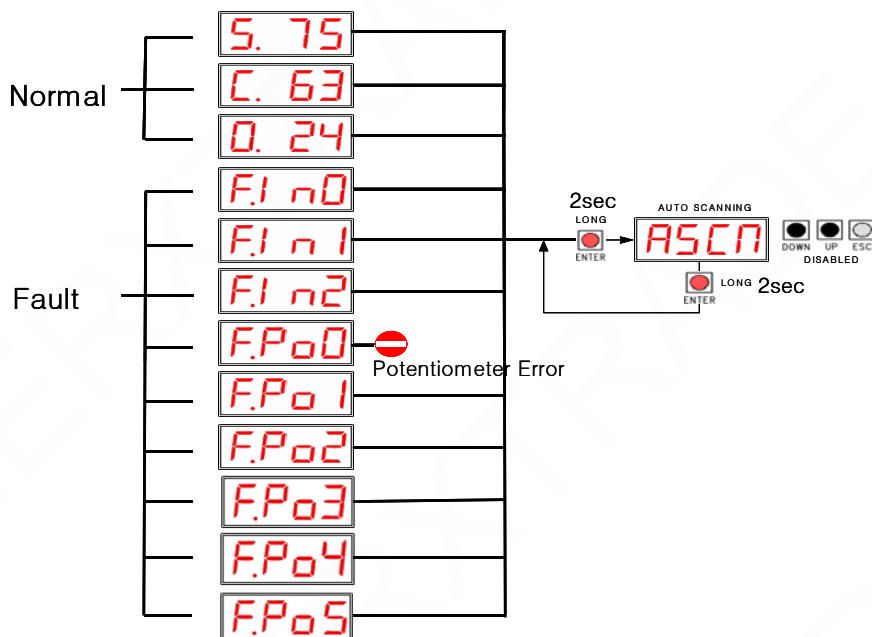 Normal
S. 75
C. 63
O. 24
Fault
F.I n0
F.I n1
F.I n2
F.Po0
Potentiometer Error
F.Po1
F.Po2
F.Po3
F.Po4
F.Po5
2sec
LONG
ENTER
AUTO SCANNING
ASCN
DOWN UP ESC
DISABLED
ENTER
LONG 2sec